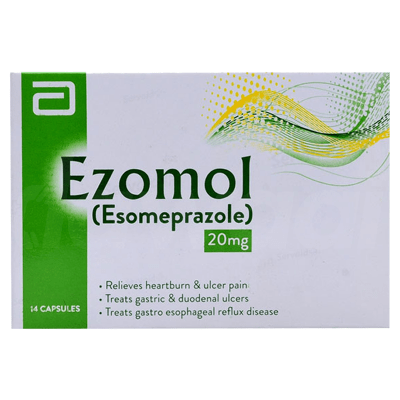 Ezomol
(Esomeprazole)
20mg
• Relieves heartburn & ulcer pain
• Treats gastric & duodenal ulcers
• Treats gastro esophageal reflux disease
14 CAPSULES